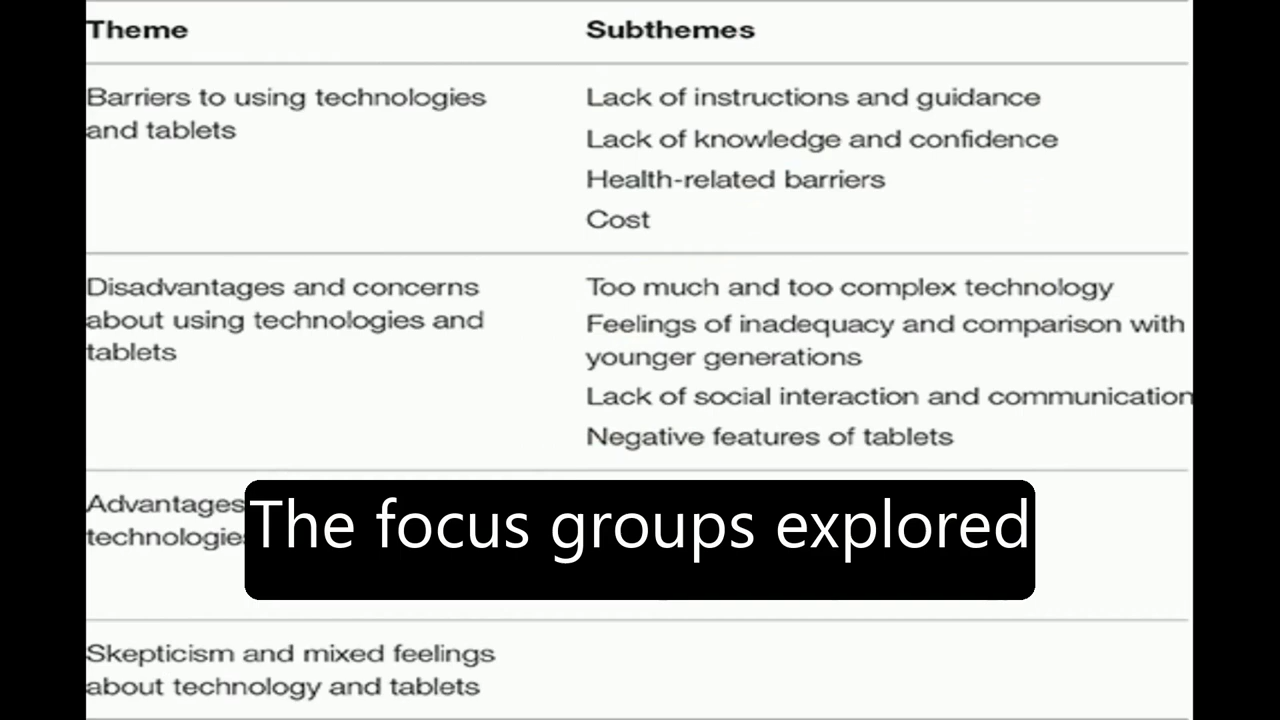 Theme
Subthemes
Barriers to using technologies
and tablets
Lack of instructions and guidance
Lack of knowledge and confidence
Health-related barriers
Cost
Disadvantages and concerns
about using technologies and
tablets
Too much and too complex technology
Feelings of inadequacy and comparison with
younger generations
Lack of social interaction and communication
Negative features of tablets
Advantages
The focus groups explored
Skepticism and mixed feelings
about technology and tablets